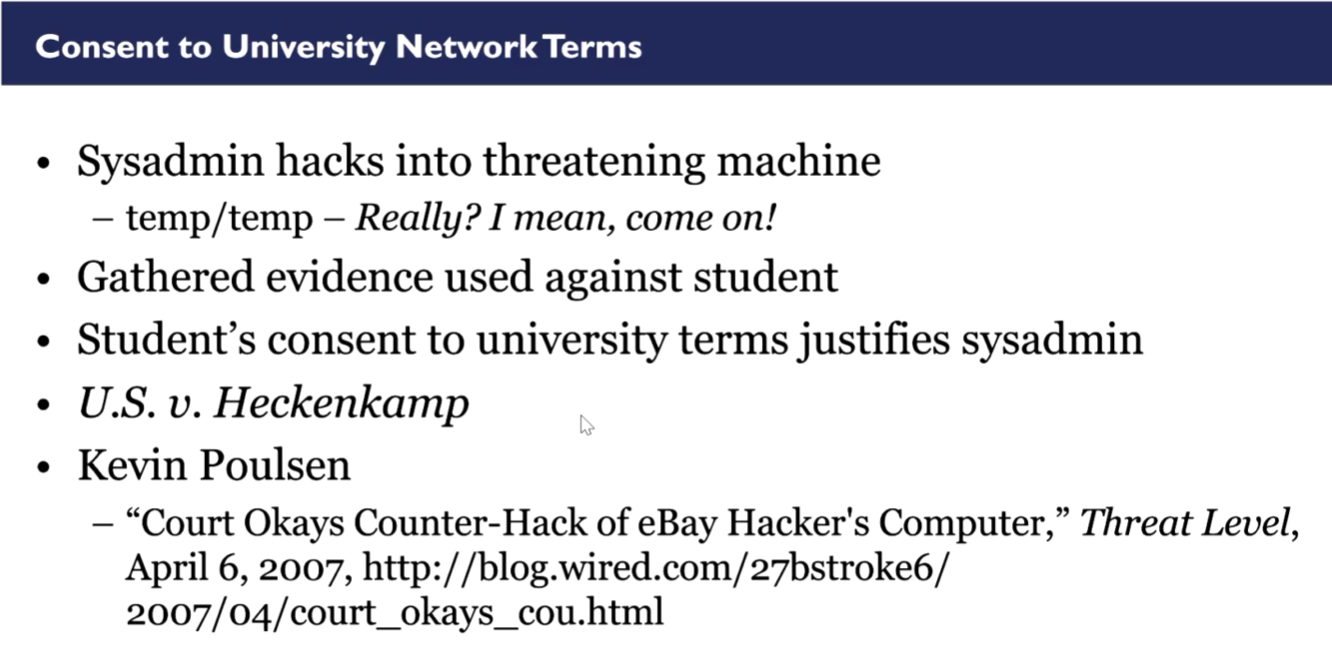 Consent to University Network Terms
• Sysadmin hacks into threatening machine
– temp/temp – Really? I mean, come on!
• Gathered evidence used against student
• Student’s consent to university terms justifies sysadmin
• U.S. v. Heckenkamp
• Kevin Poulsen
– “Court Okays Counter-Hack of eBay Hacker's Computer,” Threat Level,
April 6, 2007, http://blog.wired.com/27bstroke6/
2007/04/court_okays_cou.html